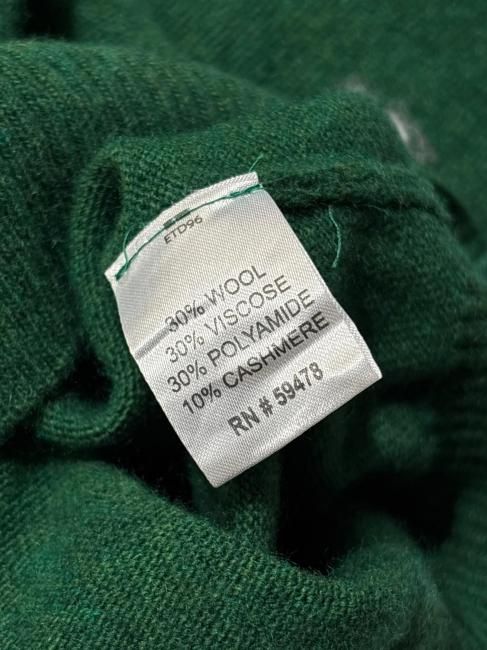 ETD96
30% WOOL
30% VISCOSE
30% POLYAMIDE
10% CASHMERE
RN # 59478